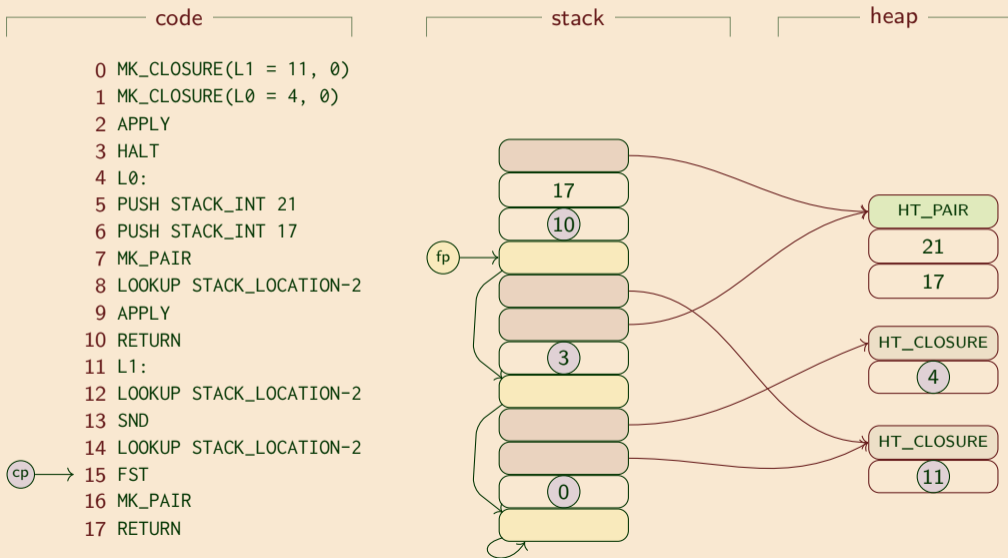 code
stack
heap
0 MK_CLOSURE(L1 = 11, 0)
1 MK_CLOSURE(L0 = 4, 0)
2 APPLY
3 HALT
4 L0:
5 PUSH STACK_INT 21
6 PUSH STACK_INT 17
7 MK_PAIR
8 LOOKUP STACK_LOCATION-2
9 APPLY
10 RETURN
11 L1:
12 LOOKUP STACK_LOCATION-2
13 SND
14 LOOKUP STACK_LOCATION-2
cp
15 FST
16 MK_PAIR
17 RETURN
17
10
fp
3
0
HT_PAIR
21
17
HT_CLOSURE
4
HT_CLOSURE
11